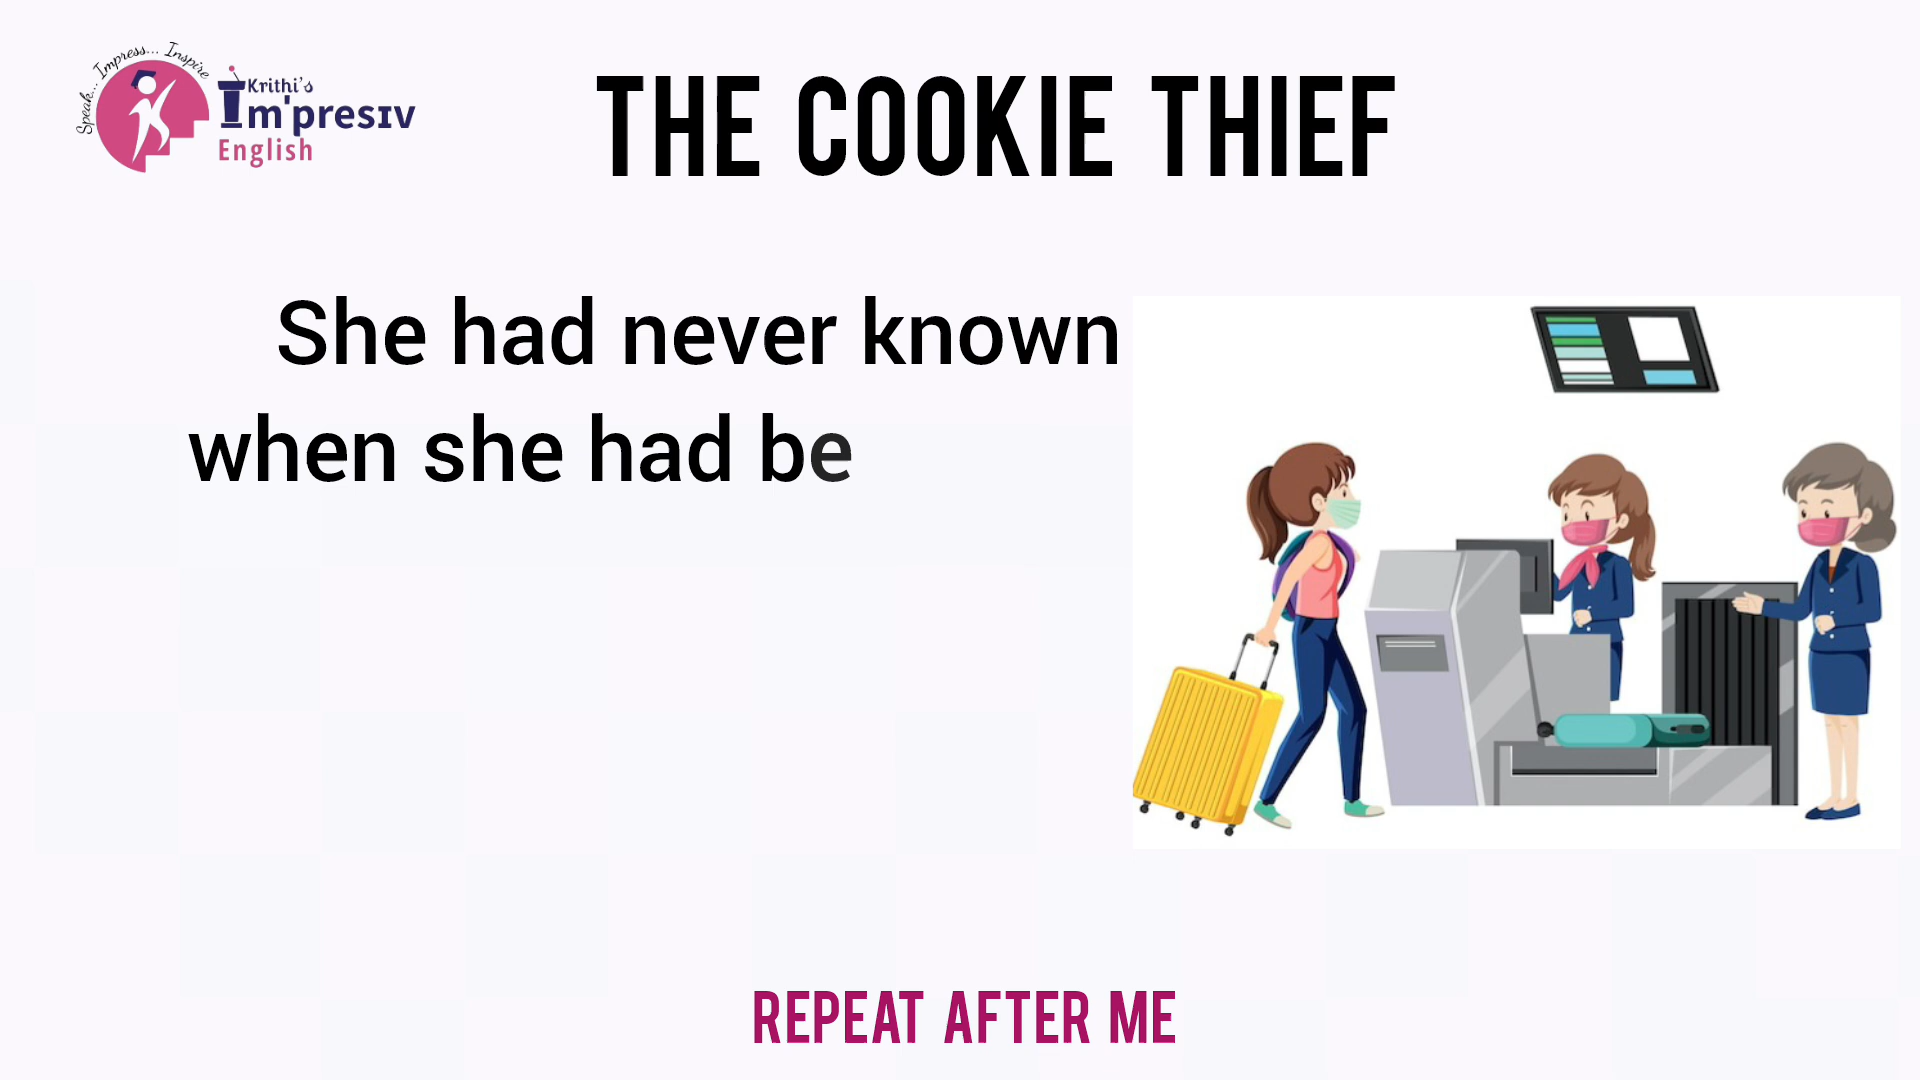 Speak... Impress... Inspire
Krithi's
Im'presɪv
English
THE COOKIE THIEF
She had never known
when she had be
REPEAT AFTER ME